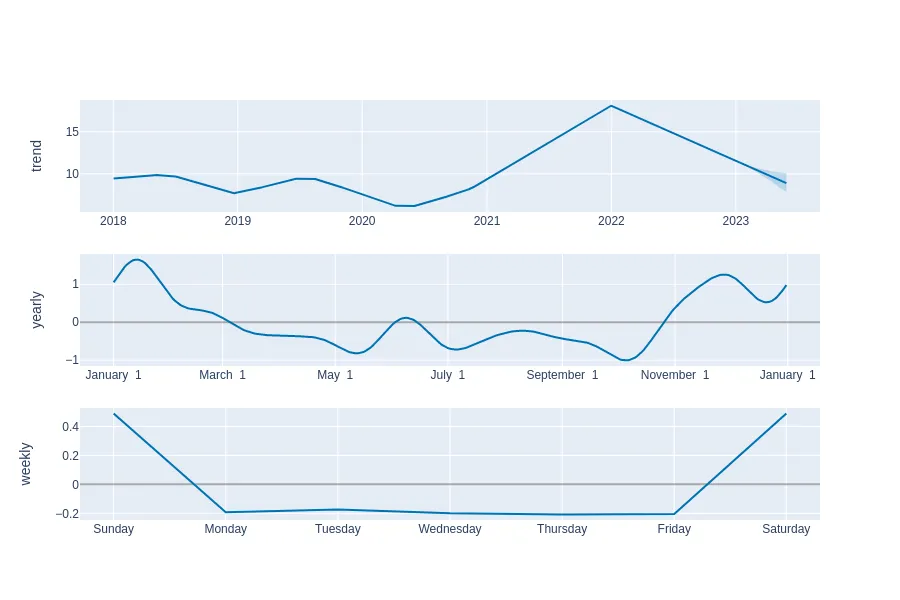 trend
15
10
2018 2019 2020 2021 2022 2023
yearly
1
0
−1
January 1 March 1 May 1 July 1 September 1 November 1 January 1
weekly
0.4
0.2
0
−0.2
Sunday Monday Tuesday Wednesday Thursday Friday Saturday